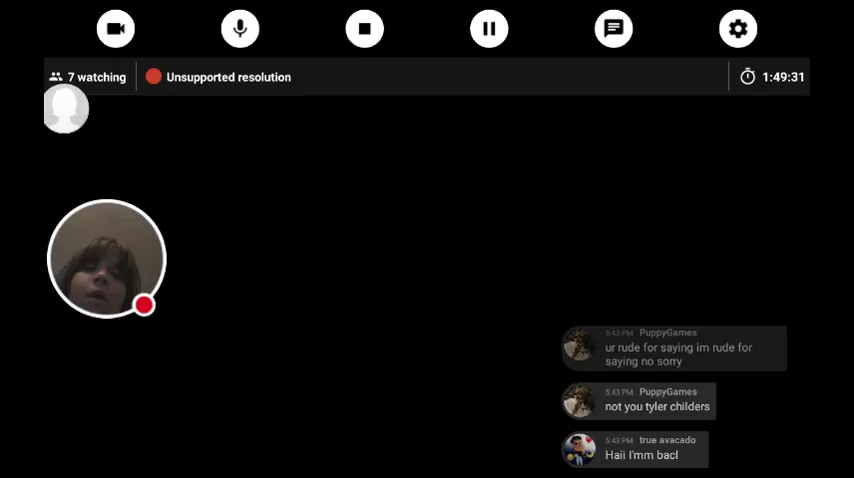 7 watching
Unsupported resolution
1:49:31
5:43 PM PuppyGames
ur rude for saying im rude for
saying no sorry
5:43 PM PuppyGames
not you tyler childers
5:43 PM true avacado
Haii I'mm bacl